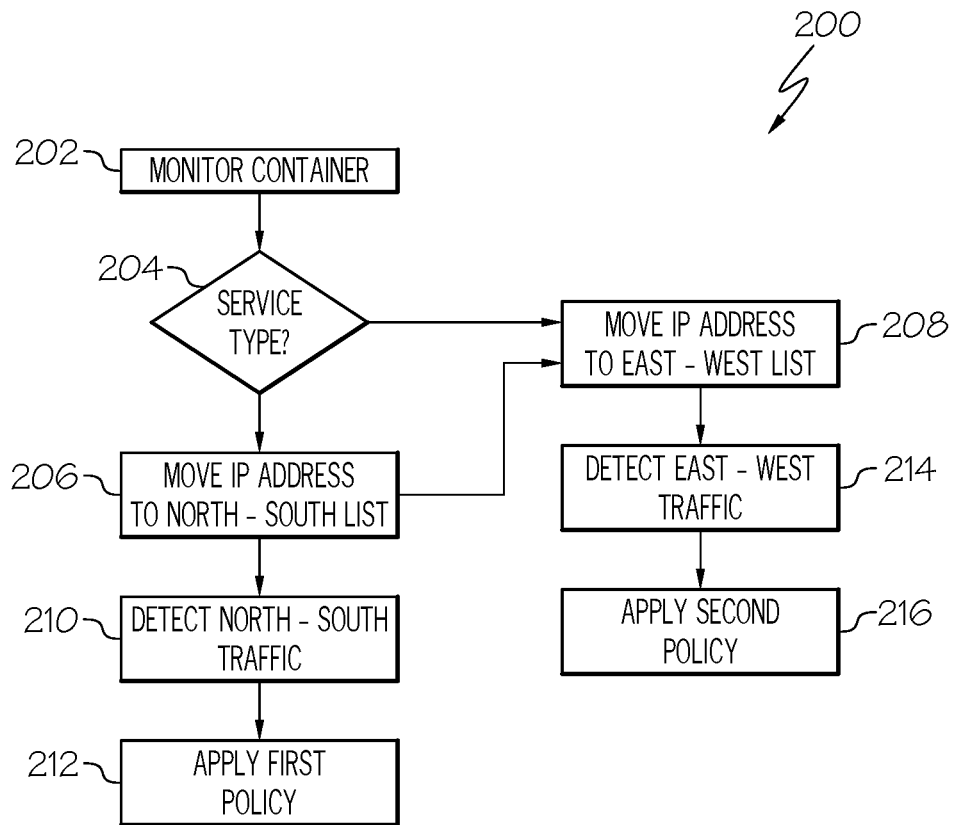 200
202
MONITOR CONTAINER
204
SERVICE
TYPE?
MOVE IP ADDRESS
TO EAST - WEST LIST
208
206
MOVE IP ADDRESS
TO NORTH - SOUTH LIST
DETECT EAST - WEST
TRAFFIC
214
210
DETECT NORTH - SOUTH
TRAFFIC
APPLY SECOND
POLICY
216
212
APPLY FIRST
POLICY